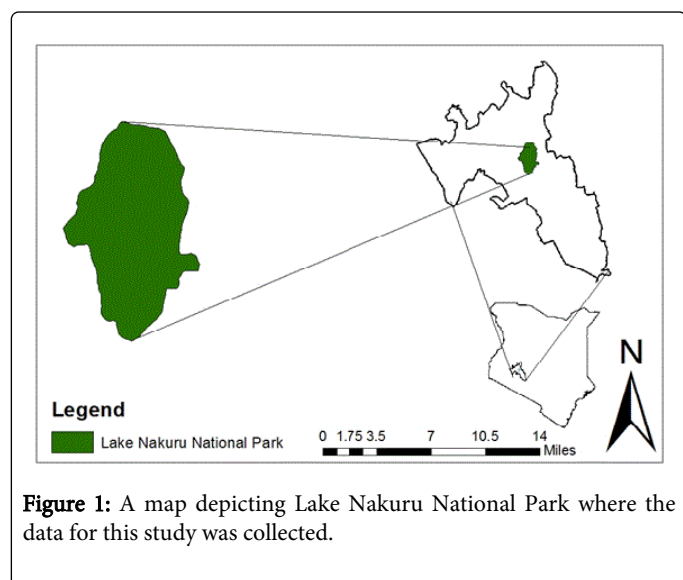 N
Legend
Lake Nakuru National Park
0 1.75 3.5 7 10.5 14
Miles
Figure 1: A map depicting Lake Nakuru National Park where the
data for this study was collected.